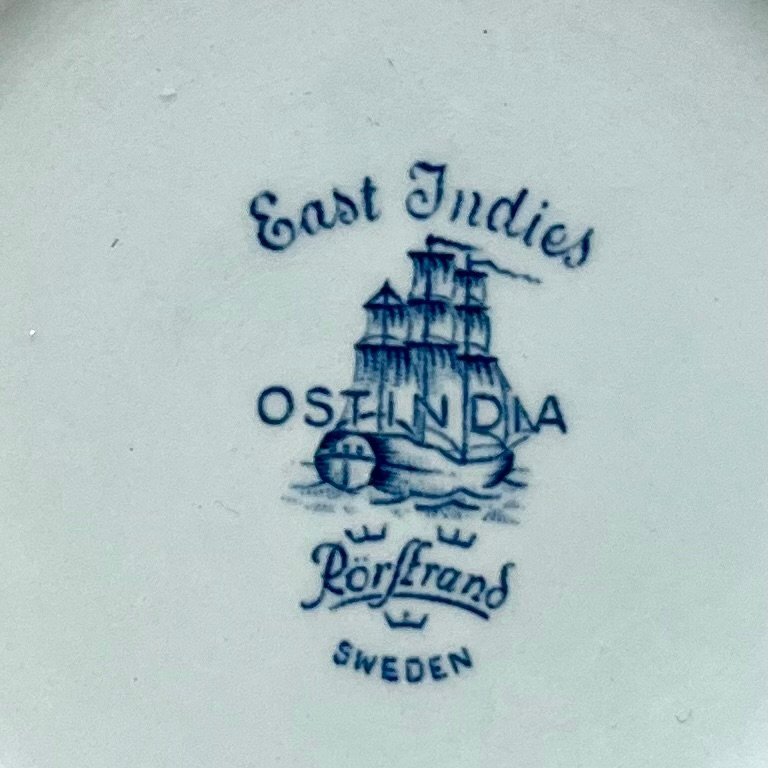 East Indies
OSTINDIA
Rörstrand
SWEDEN